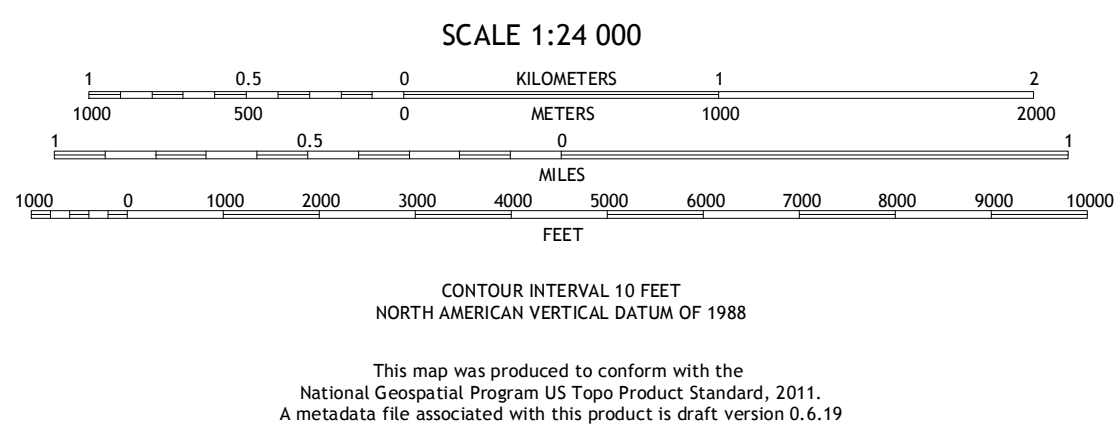 SCALE 1:24 000
1 0.5 0 KILOMETERS 1 2
1000 500 0 METERS 1000 2000
1 0.5 0 1
MILES
1000 0 1000 2000 3000 4000 5000 6000 7000 8000 9000 10000
FEET
CONTOUR INTERVAL 10 FEET
NORTH AMERICAN VERTICAL DATUM OF 1988
This map was produced to conform with the
National Geospatial Program US Topo Product Standard, 2011.
A metadata file associated with this product is draft version 0.6.19